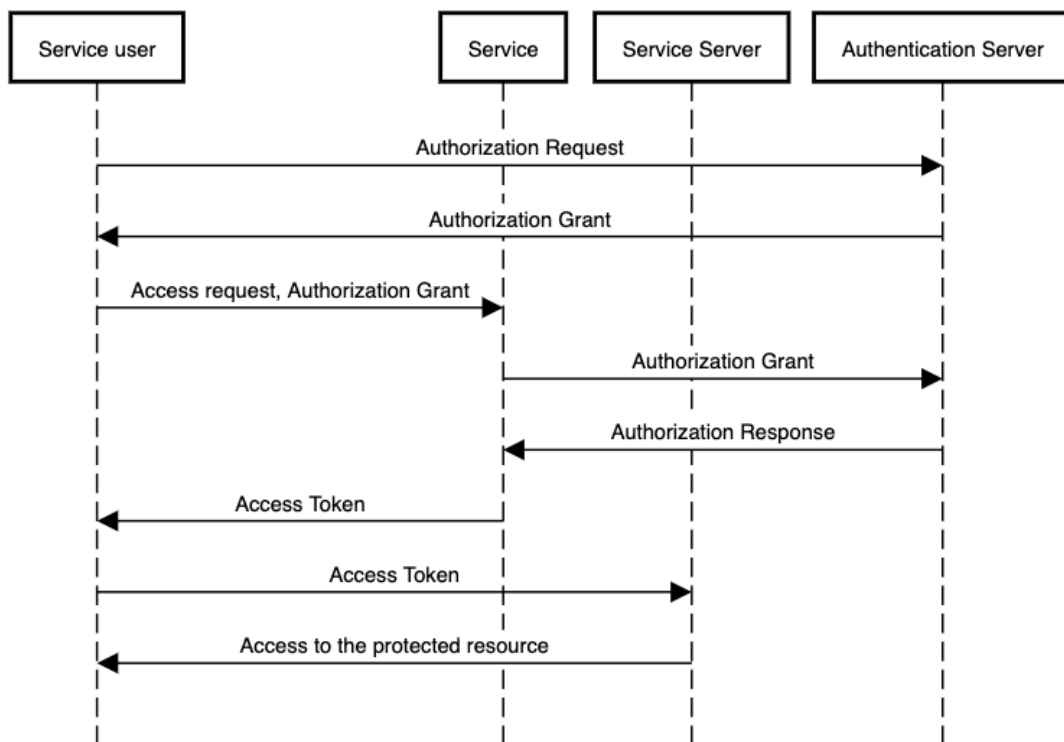 Service user
Service
Service Server
Authentication Server
Authorization Request
Authorization Grant
Access request, Authorization Grant
Authorization Grant
Authorization Response
Access Token
Access Token
Access to the protected resource